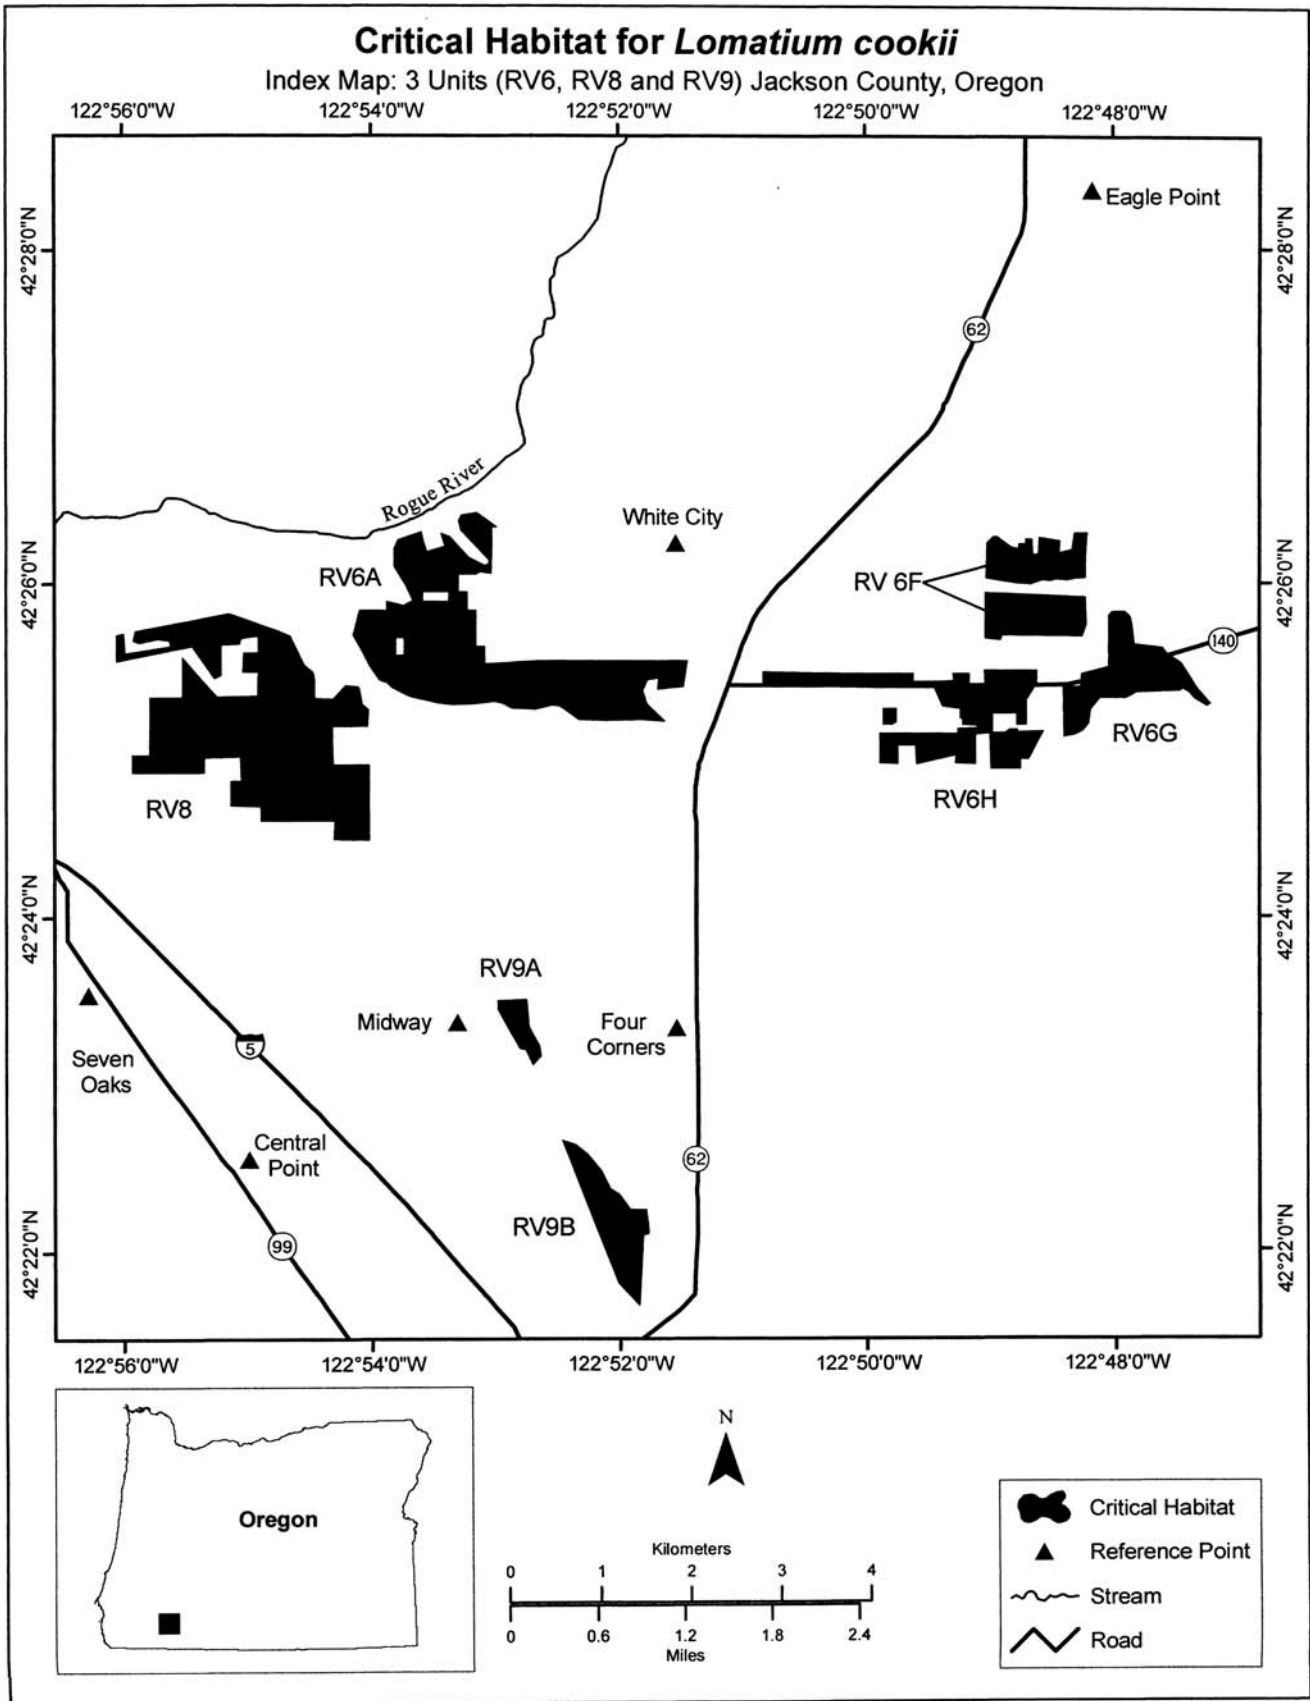 Critical Habitat for Lomatium cookii
Index Map: 3 Units (RV6, RV8 and RV9) Jackson County, Oregon
122°56'0"W
122°54'0"W
122°52'0"W
122°50'0"W
122°48'0"W
Eagle Point
42°28'0"N
42°28'0"N
62
Rogue River
White City
RV6A
RV 6F
42°26'0"N
42°26'0"N
140
RV6G
RV8
RV6H
42°24'0"N
42°24'0"N
RV9A
Midway
Four
Corners
5
Seven
Oaks
Central
Point
62
RV9B
99
42°22'0"N
42°22'0"N
122°56'0"W
122°54'0"W
122°52'0"W
122°50'0"W
122°48'0"W
Oregon
N
Kilometers
0 1 2 3 4
0 0.6 1.2 1.8 2.4
Miles
Critical Habitat
Reference Point
Stream
Road